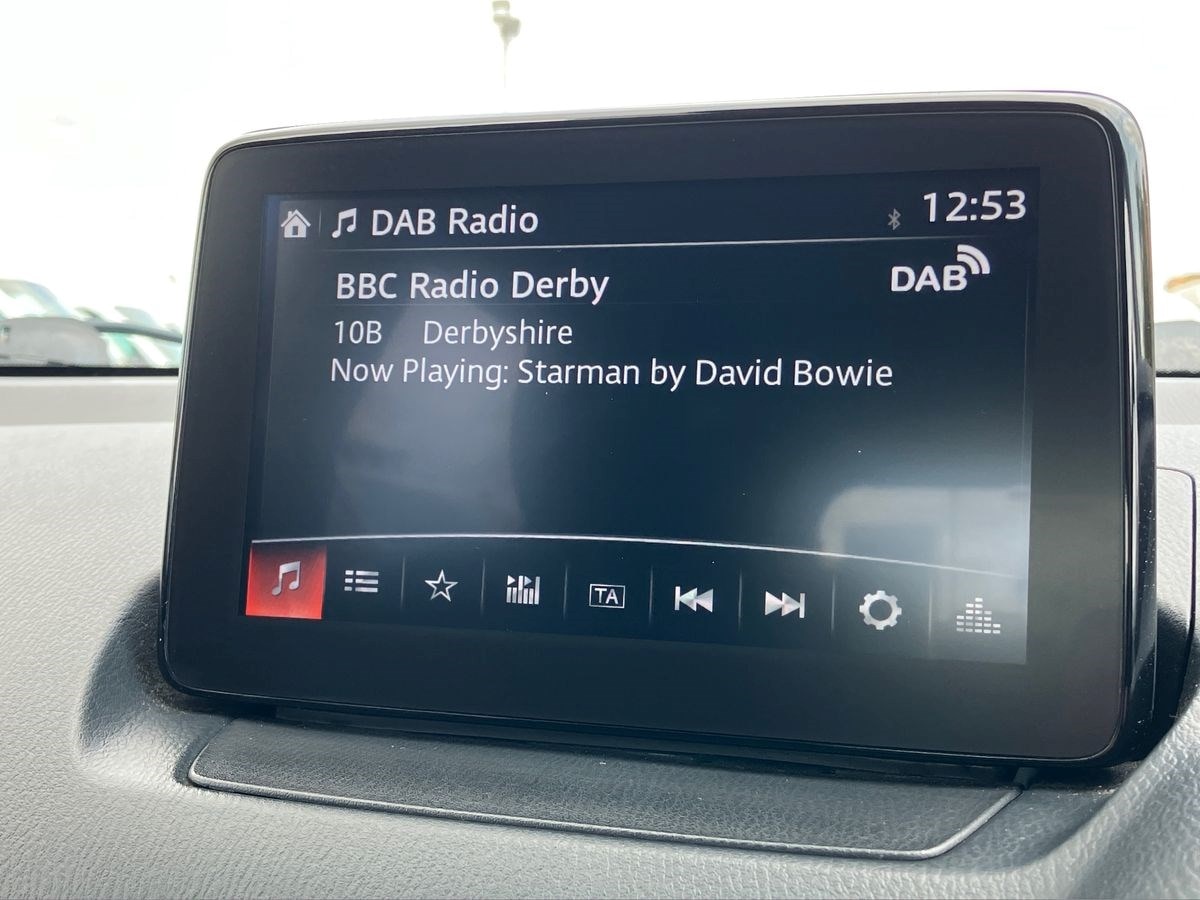 DAB Radio 12:53
BBC Radio Derby DAB
10B Derbyshire
Now Playing: Starman by David Bowie
TA